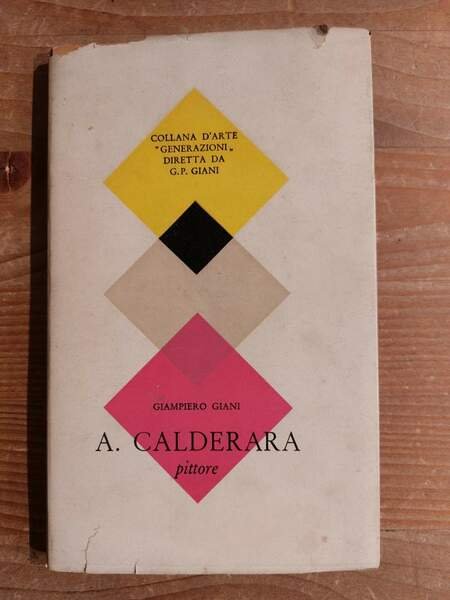 COLLANA D'ARTE
"GENERAZIONI„
DIRETTA DA
G.P. GIANI
GIAMPIERO GIANI
A. CALDERARA
pittore